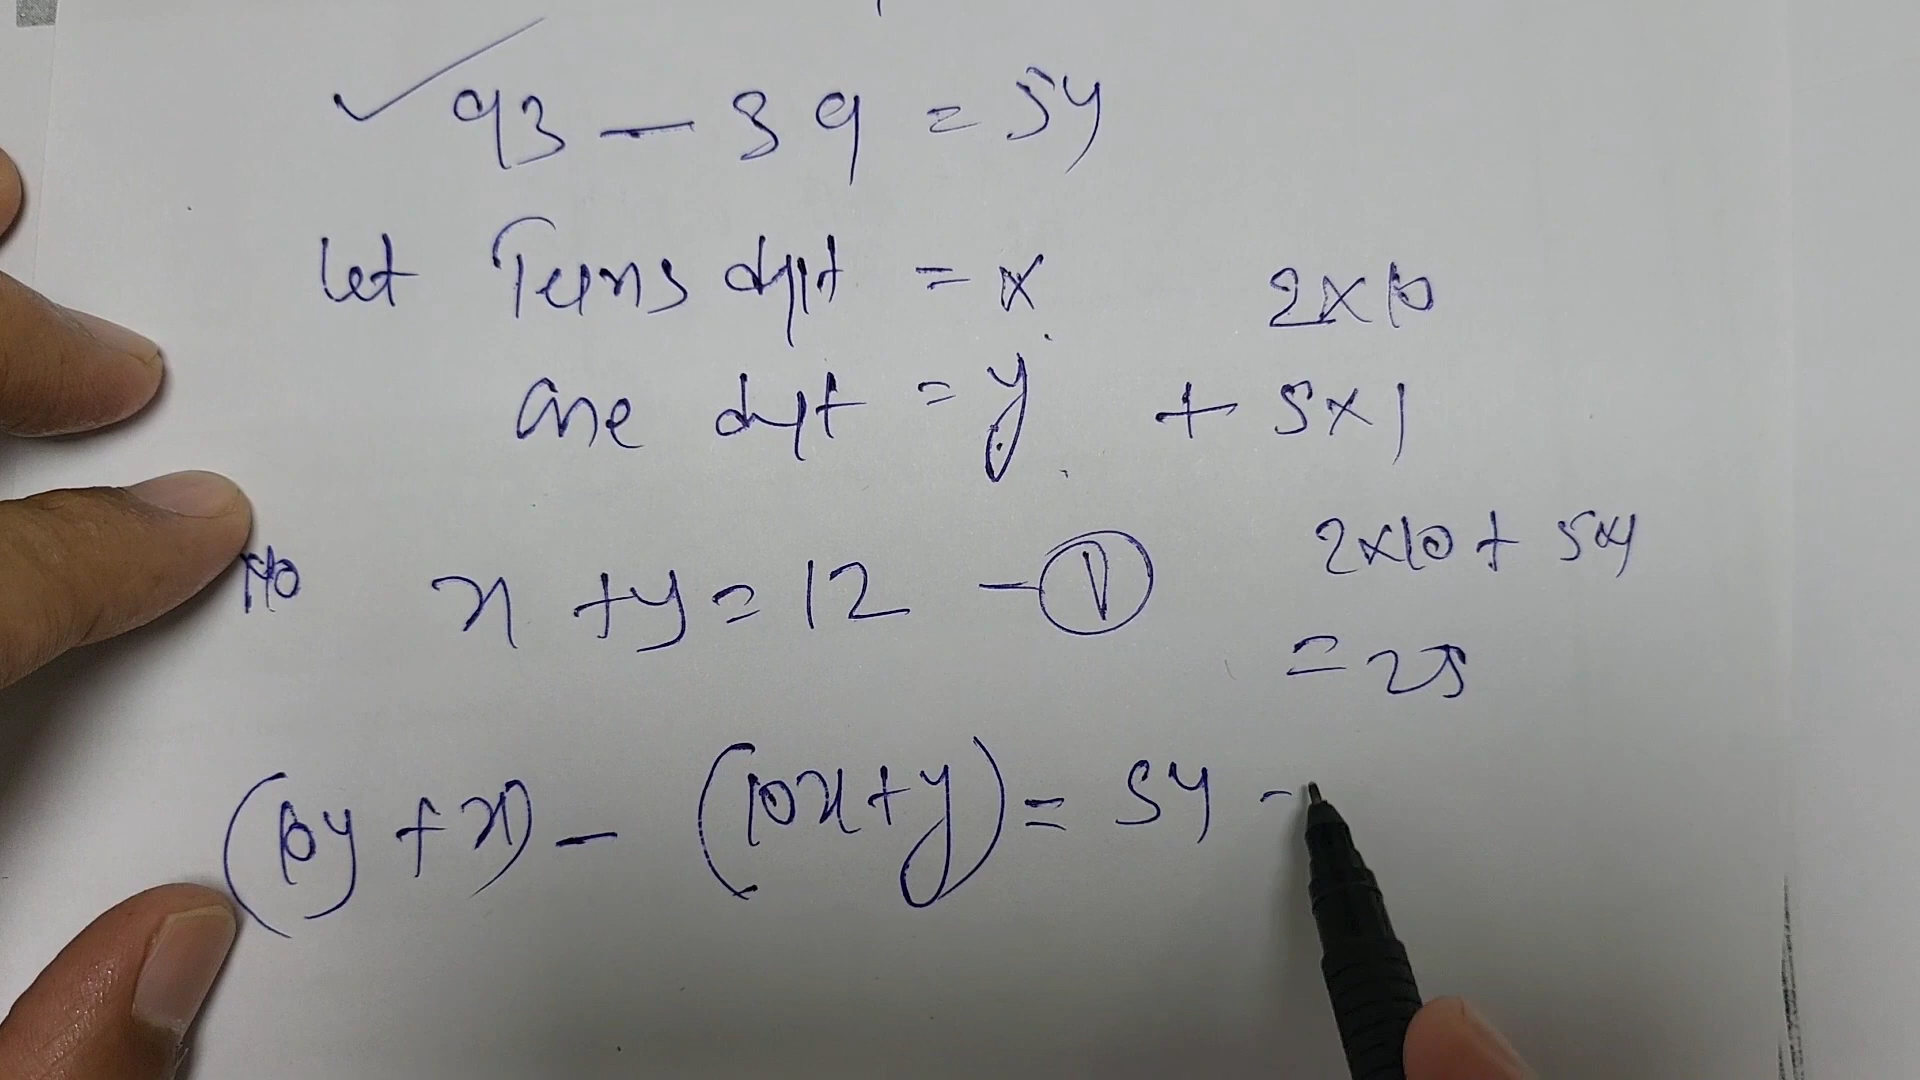 ✓ 93 - 39 = 54
Let Tens digit = x
2×10
One digit = y
+ 5×1
x + y = 12 - ①
2×10 + 5×1
= 25
(10y + x) - (10x + y) = 54 -